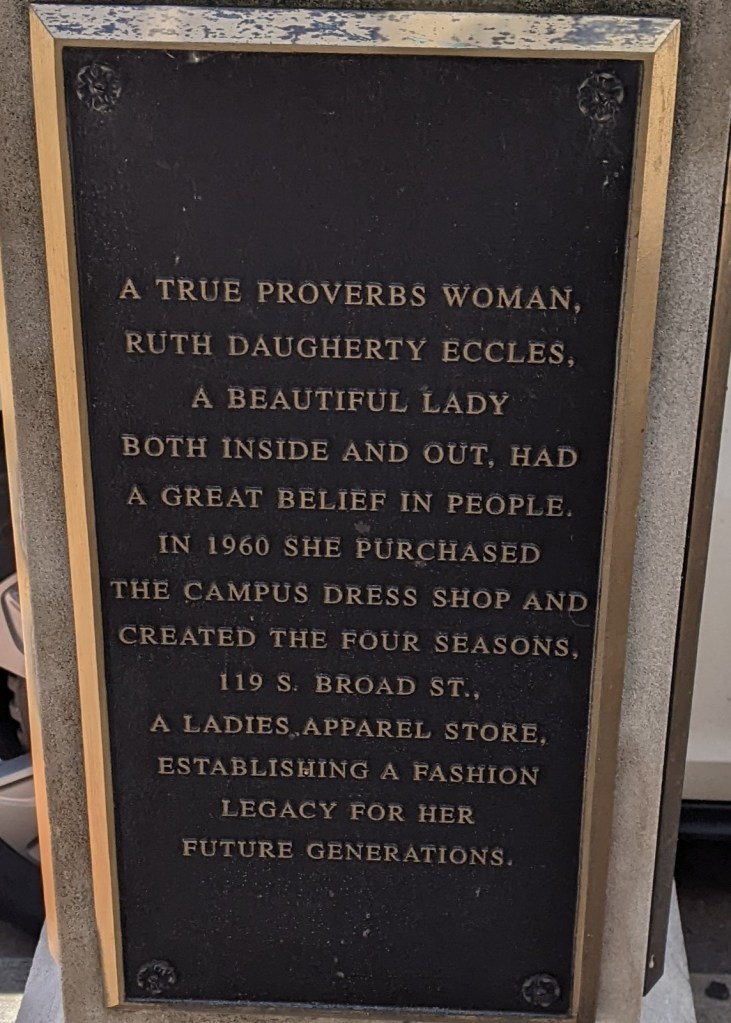 A TRUE PROVERBS WOMAN,
RUTH DAUGHERTY ECCLES,
A BEAUTIFUL LADY
BOTH INSIDE AND OUT, HAD
A GREAT BELIEF IN PEOPLE.
IN 1960 SHE PURCHASED
THE CAMPUS DRESS SHOP AND
CREATED THE FOUR SEASONS,
119 S. BROAD ST.,
A LADIES APPAREL STORE,
ESTABLISHING A FASHION
LEGACY FOR HER
FUTURE GENERATIONS.